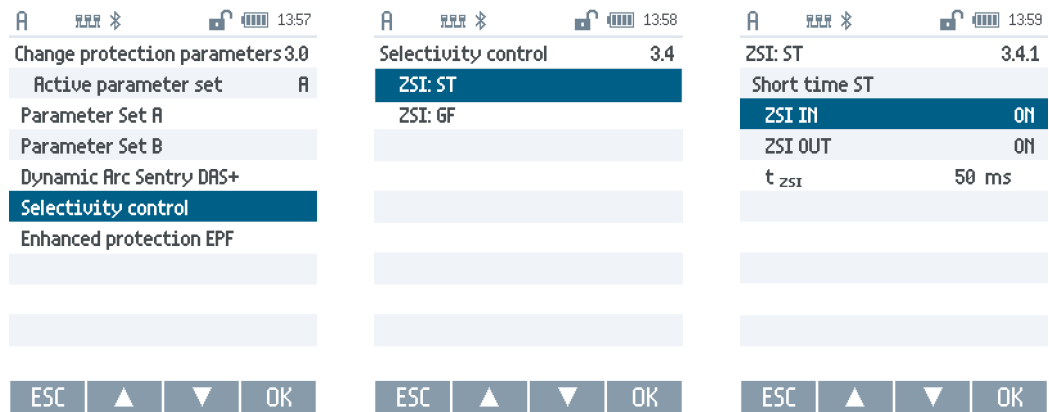 A 13:57
Change protection parameters 3.0
Active parameter set A
Parameter Set A
Parameter Set B
Dynamic Arc Sentry DAS+
Selectivity control
Enhanced protection EPF
ESC OK
A 13:58
Selectivity control 3.4
ZSI: ST
ZSI: GF
ESC OK
A 13:59
ZSI: ST 3.4.1
Short time ST
ZSI IN ON
ZSI OUT ON
t ZSI 50 ms
ESC OK